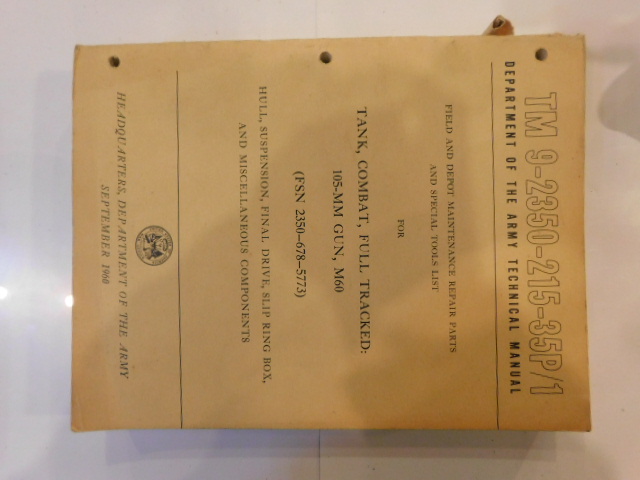 TM 9-2350-215-35P/1
DEPARTMENT OF THE ARMY TECHNICAL MANUAL
FIELD AND DEPOT MAINTENANCE REPAIR PARTS
AND SPECIAL TOOLS LIST
FOR
TANK, COMBAT, FULL TRACKED:
105-MM GUN, M60
(FSN 2350-678-5773)
HULL, SUSPENSION, FINAL DRIVE, SLIP RING BOX,
AND MISCELLANEOUS COMPONENTS
HEADQUARTERS, DEPARTMENT OF THE ARMY
SEPTEMBER 1960